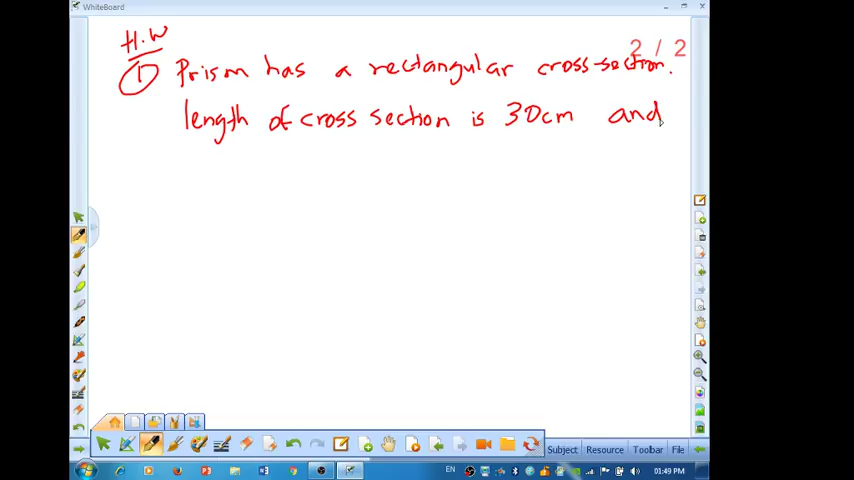 WhiteBoard
H.W
2 / 2
① Prism has a rectangular cross-section.
length of cross section is 30cm and
Subject Resource Toolbar File
EN 01:49 PM